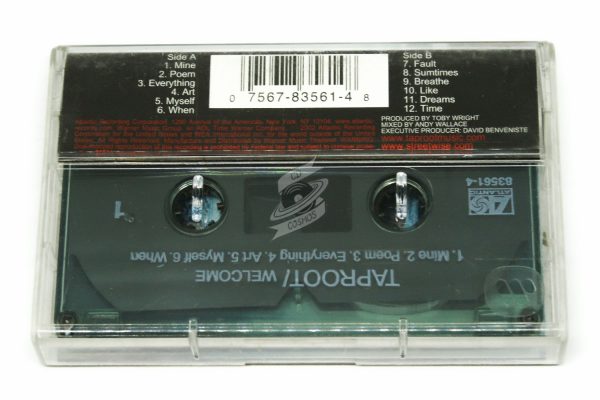 Side A
1. Mine
2. Poem
3. Everything
4. Art
5. Myself
6. When
0 7567-83561-4 8
Side B
7. Fault
8. Sumtimes
9. Breathe
10. Like
11. Dreams
12. Time
PRODUCED BY TOBY WRIGHT
MIXED BY ANDY WALLACE
EXECUTIVE PRODUCER: DAVID BENVENISTE
www.taprootmusic.com
www.streetwise.com
CD
COSMOS
1
ATLANTIC
83561-4
1. Mine 2. Poem 3. Everything 4. Art 5. Myself 6. When
TAPROOT/ WELCOME